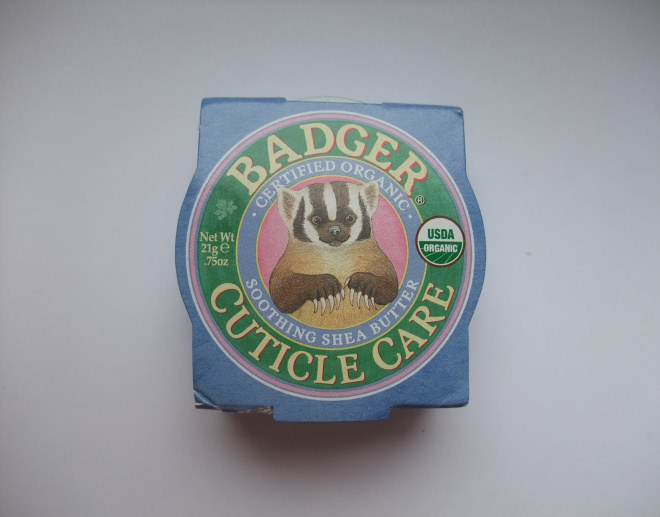 BADGER®
· CERTIFIED ORGANIC ·
Net Wt
21g ℮
.75oz
USDA
ORGANIC
SOOTHING SHEA BUTTER
CUTICLE CARE